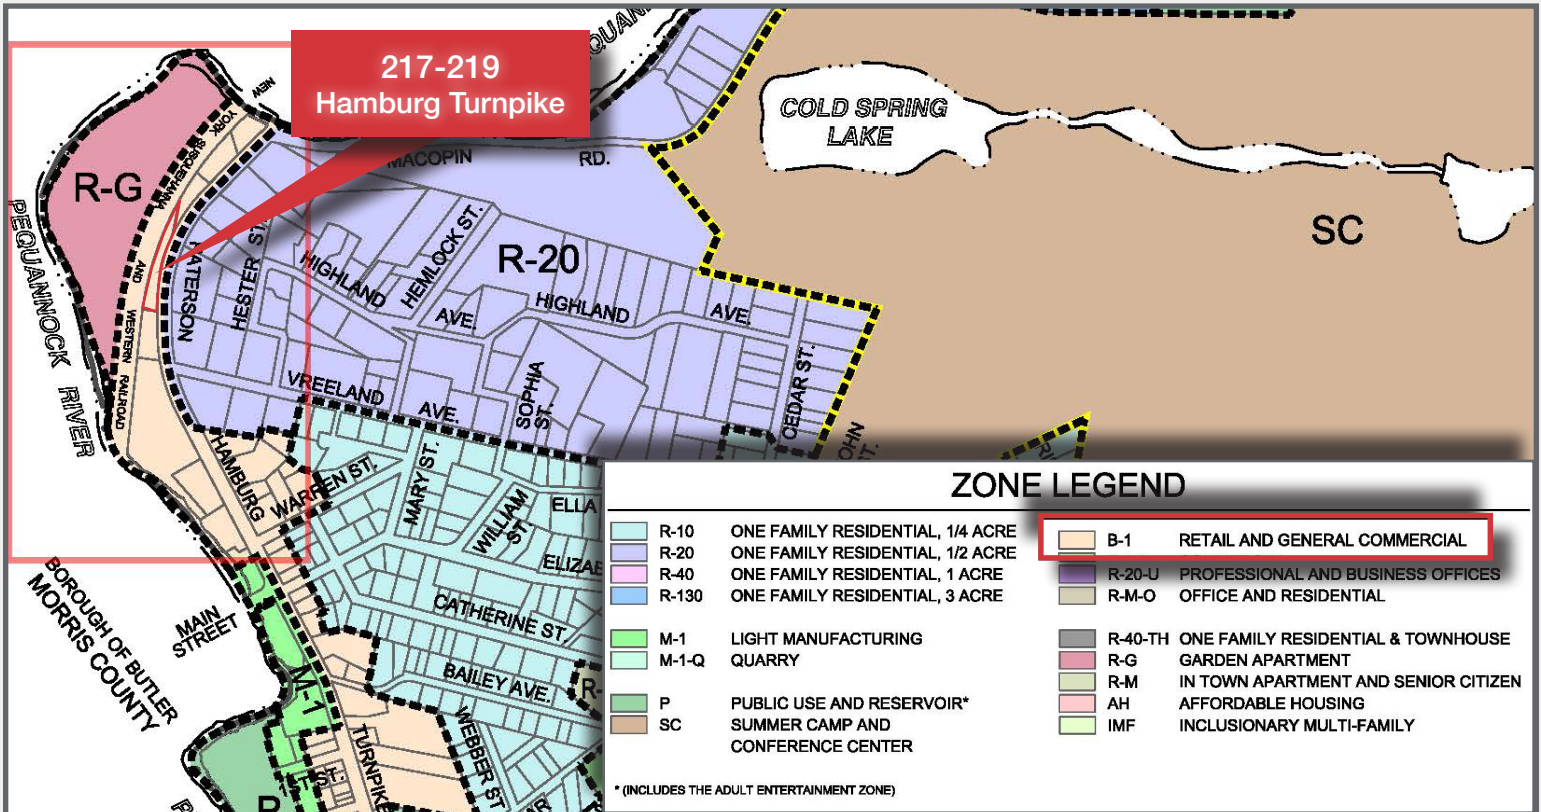 217-219
Hamburg Turnpike
NEW
YORK
SUSQUEHANNA
AND
WESTERN RAILROAD
R-G
PEQUANNOCK
RIVER
MACOPIN
RD.
COLD SPRING
LAKE
SC
R-20
PATERSON
HESTER ST.
HIGHLAND
AVE.
HEMLOCK ST.
HIGHLAND
AVE.
VREELAND
AVE.
SOPHIA
ST.
CEDAR ST.
HAMBURG
WARREN ST.
MARY ST.
WILLIAM
ST.
ELLA
CATHERINE ST.
BAILEY AVE.
WEBBER ST
TURNPIKE
MAIN
STREET
BOROUGH OF BUTLER
MORRIS COUNTY
M-1
P
ZONE LEGEND
R-10 ONE FAMILY RESIDENTIAL, 1/4 ACRE
R-20 ONE FAMILY RESIDENTIAL, 1/2 ACRE
R-40 ONE FAMILY RESIDENTIAL, 1 ACRE
R-130 ONE FAMILY RESIDENTIAL, 3 ACRE
M-1 LIGHT MANUFACTURING
M-1-Q QUARRY
P PUBLIC USE AND RESERVOIR*
SC SUMMER CAMP AND
CONFERENCE CENTER
B-1 RETAIL AND GENERAL COMMERCIAL
R-20-U PROFESSIONAL AND BUSINESS OFFICES
R-M-O OFFICE AND RESIDENTIAL
R-40-TH ONE FAMILY RESIDENTIAL & TOWNHOUSE
R-G GARDEN APARTMENT
R-M IN TOWN APARTMENT AND SENIOR CITIZEN
AH AFFORDABLE HOUSING
IMF INCLUSIONARY MULTI-FAMILY
* (INCLUDES THE ADULT ENTERTAINMENT ZONE)